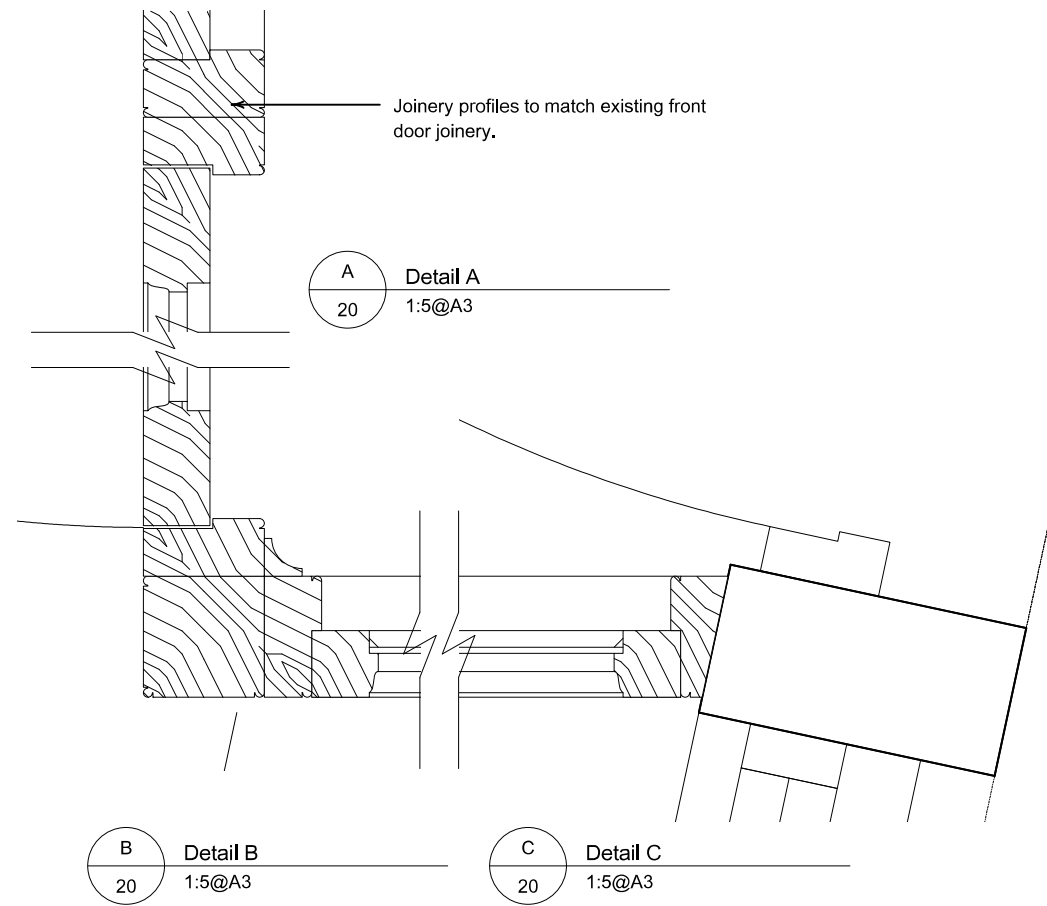 Joinery profiles to match existing front
door joinery.
A
20
Detail A
1:5@A3
B
20
Detail B
1:5@A3
C
20
Detail C
1:5@A3